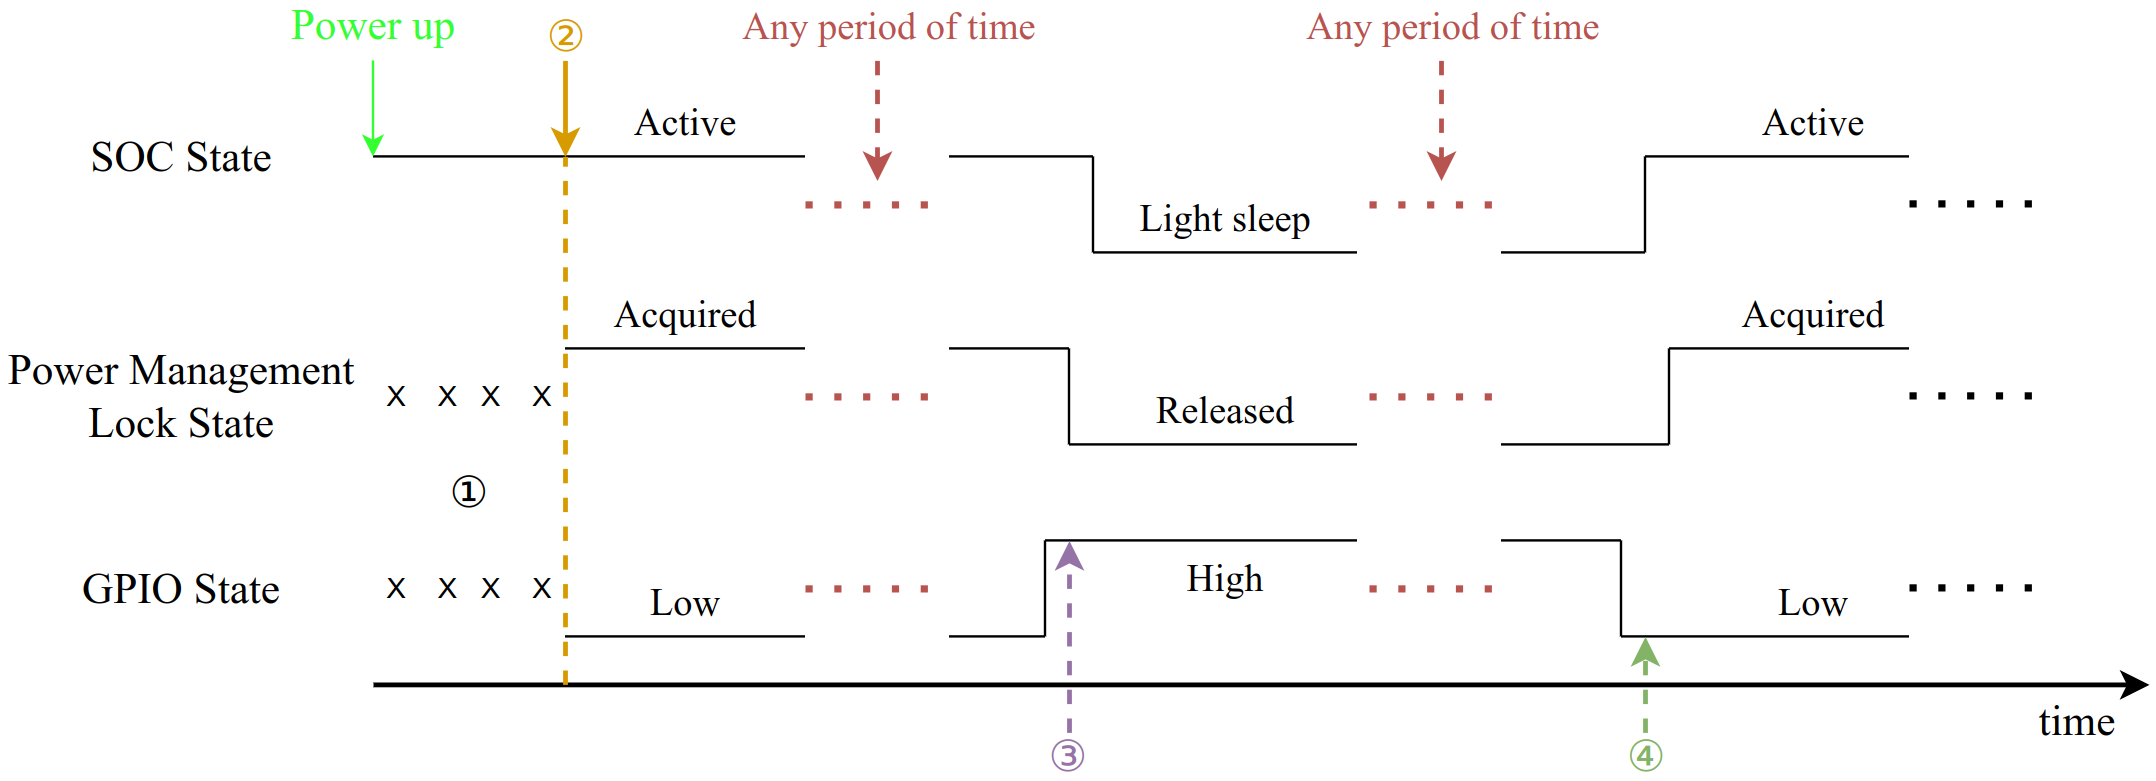 Power up
②
Any period of time
Any period of time
SOC State
Active
Active
Light sleep
Power Management
Lock State
x x x x
Acquired
Acquired
Released
①
GPIO State
x x x x
Low
High
Low
time
③
④